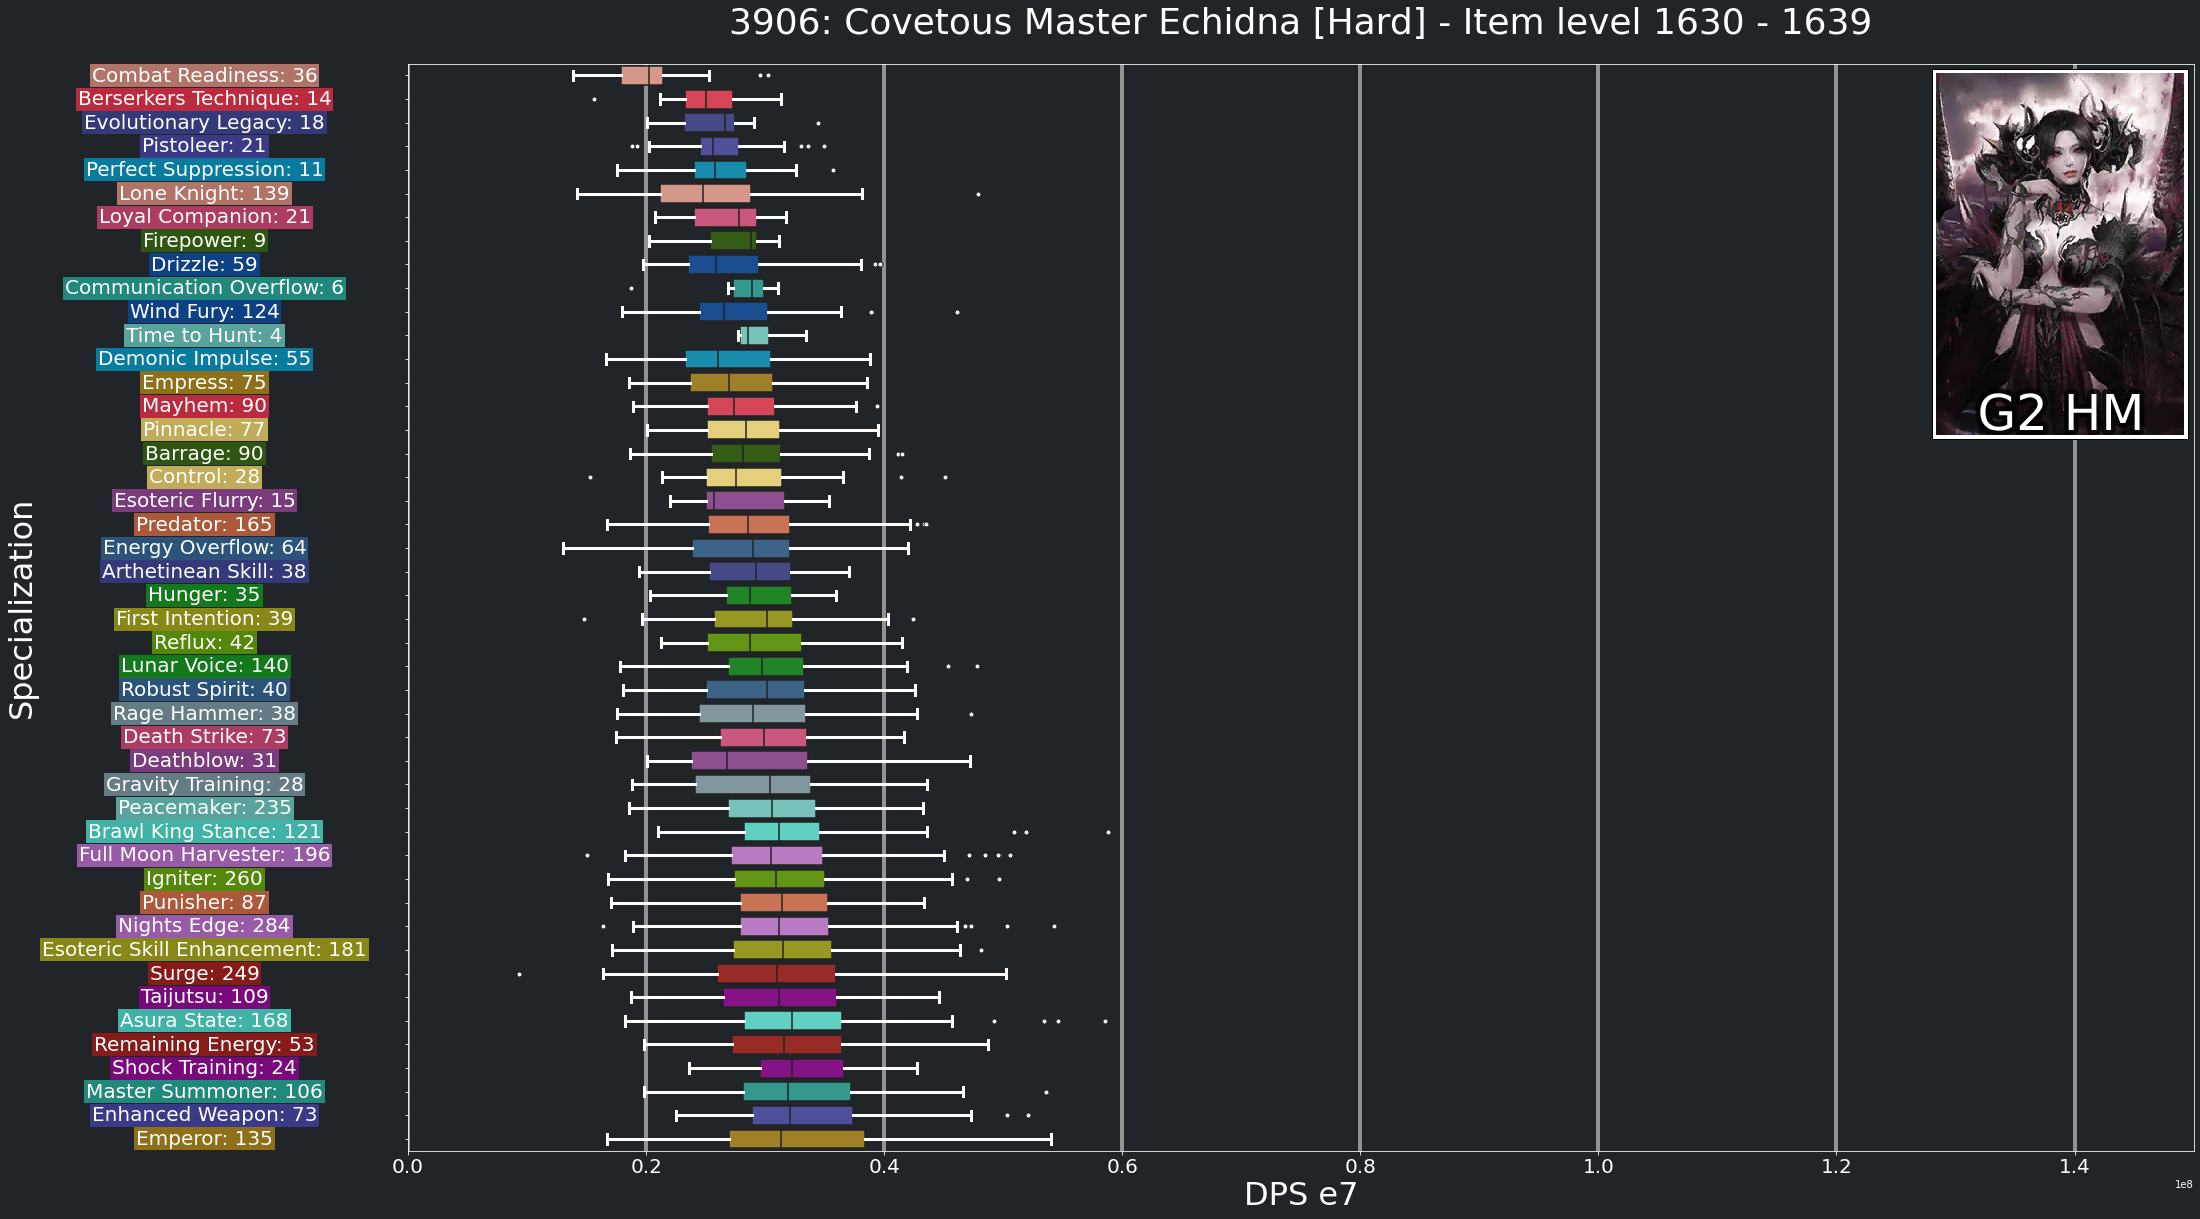 3906: Covetous Master Echidna [Hard] - Item level 1630 - 1639
Combat Readiness: 36
Berserkers Technique: 14
Evolutionary Legacy: 18
Pistoleer: 21
Perfect Suppression: 11
Lone Knight: 139
Loyal Companion: 21
Firepower: 9
Drizzle: 59
Communication Overflow: 6
Wind Fury: 124
Time to Hunt: 4
Demonic Impulse: 55
Empress: 75
Mayhem: 90
Pinnacle: 77
Barrage: 90
Control: 28
Esoteric Flurry: 15
Predator: 165
Energy Overflow: 64
Arthetinean Skill: 38
Hunger: 35
First Intention: 39
Reflux: 42
Lunar Voice: 140
Robust Spirit: 40
Rage Hammer: 38
Death Strike: 73
Deathblow: 31
Gravity Training: 28
Peacemaker: 235
Brawl King Stance: 121
Full Moon Harvester: 196
Igniter: 260
Punisher: 87
Nights Edge: 284
Esoteric Skill Enhancement: 181
Surge: 249
Taijutsu: 109
Asura State: 168
Remaining Energy: 53
Shock Training: 24
Master Summoner: 106
Enhanced Weapon: 73
Emperor: 135
Specialization
G2 HM
0.0 0.2 0.4 0.6 0.8 1.0 1.2 1.4
1e8
DPS e7